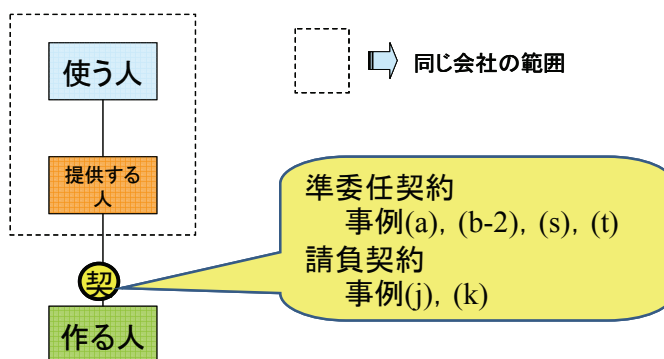 使う人
同じ会社の範囲
提供する
人
準委任契約
事例(a), (b-2), (s), (t)
請負契約
事例(j), (k)
契
作る人